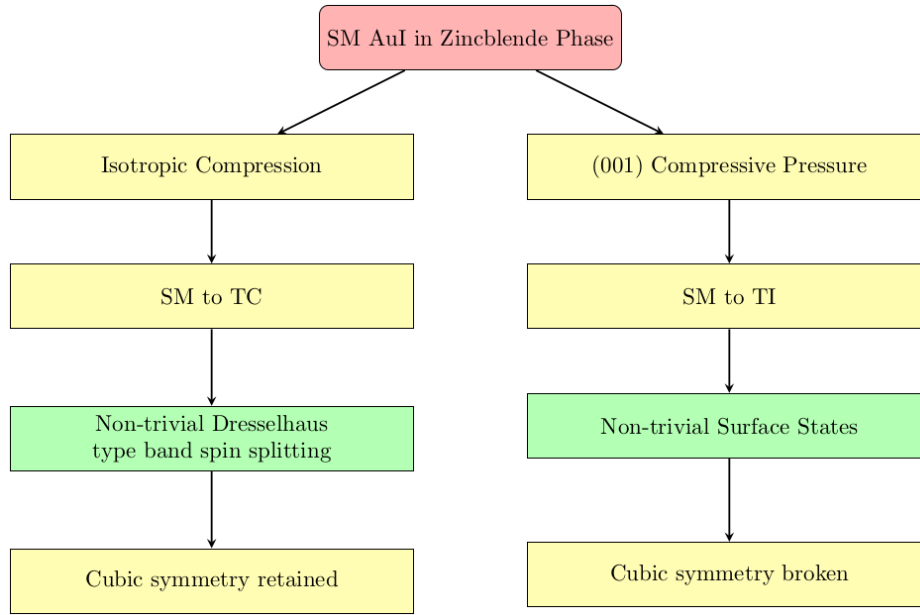 SM AuI in Zincblende Phase
Isotropic Compression
(001) Compressive Pressure
SM to TC
SM to TI
Non-trivial Dresselhaus
type band spin splitting
Non-trivial Surface States
Cubic symmetry retained
Cubic symmetry broken